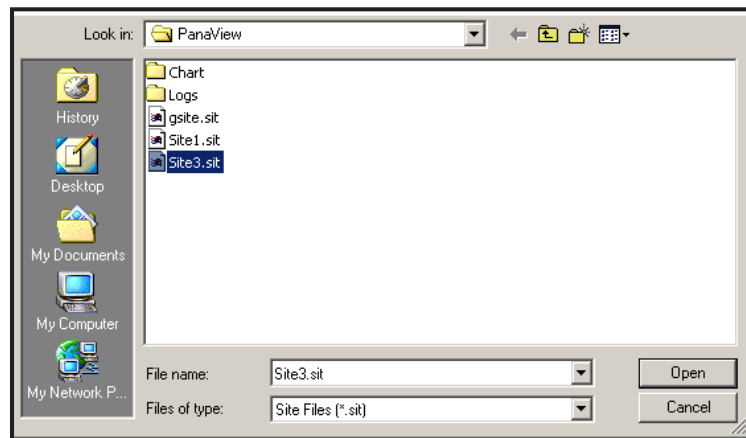 Look in: PanaView
History
Desktop
My Documents
My Computer
My Network P...
Chart
Logs
gsite.sit
Site1.sit
Site3.sit
File name: Site3.sit Open
Files of type: Site Files (*.sit) Cancel